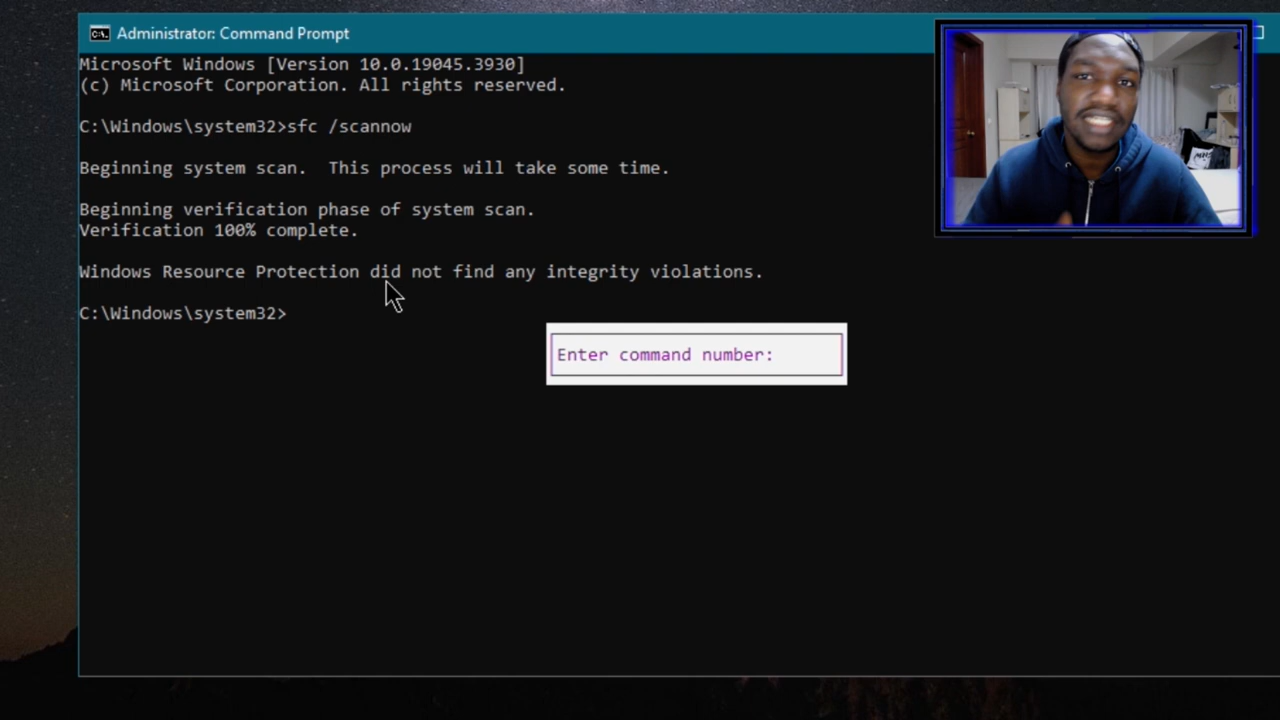 Administrator: Command Prompt
Microsoft Windows [Version 10.0.19045.3930]
(c) Microsoft Corporation. All rights reserved.
C:\Windows\system32>sfc /scannow
Beginning system scan.  This process will take some time.
Beginning verification phase of system scan.
Verification 100% complete.
Windows Resource Protection did not find any integrity violations.
C:\Windows\system32>
Enter command number: